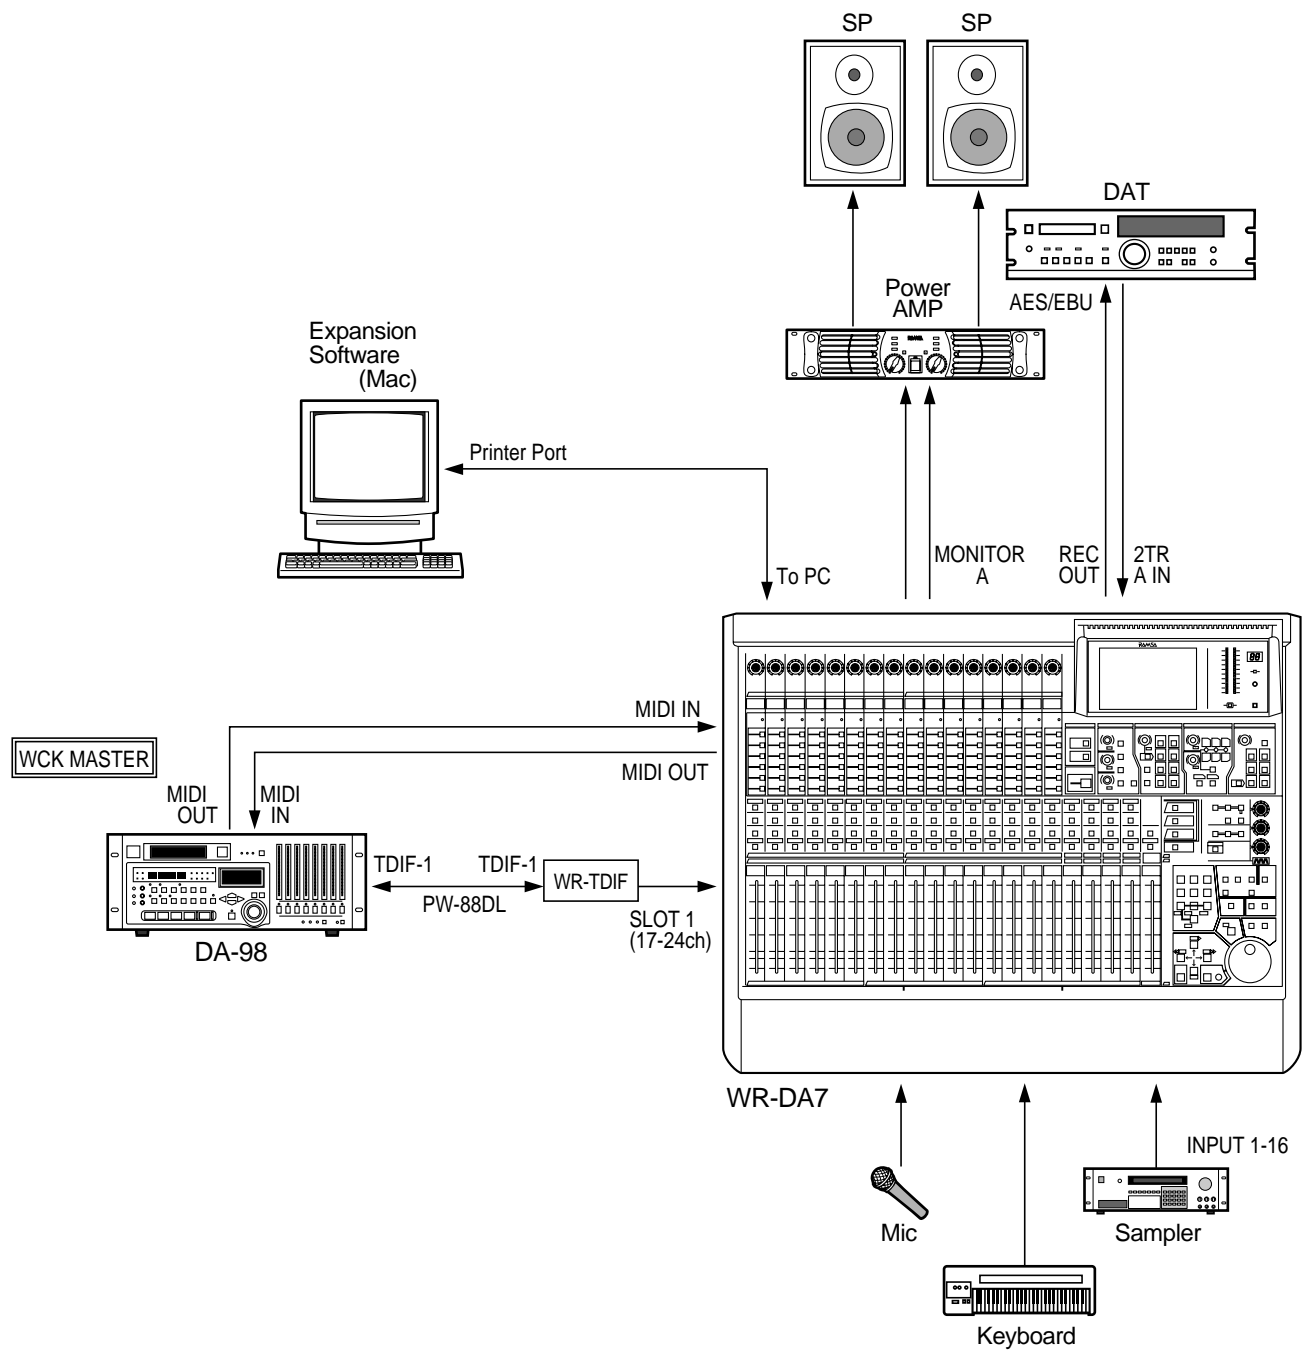 SP
SP
DAT
AES/EBU
Power
AMP
Expansion
Software
(Mac)
Printer Port
To PC
MONITOR
A
REC
OUT
2TR
A IN
RAMSA
MIDI IN
WCK MASTER
MIDI OUT
MIDI
OUT
MIDI
IN
TDIF-1
TDIF-1
WR-TDIF
PW-88DL
SLOT 1
(17-24ch)
DA-98
WR-DA7
INPUT 1-16
Mic
Sampler
Keyboard